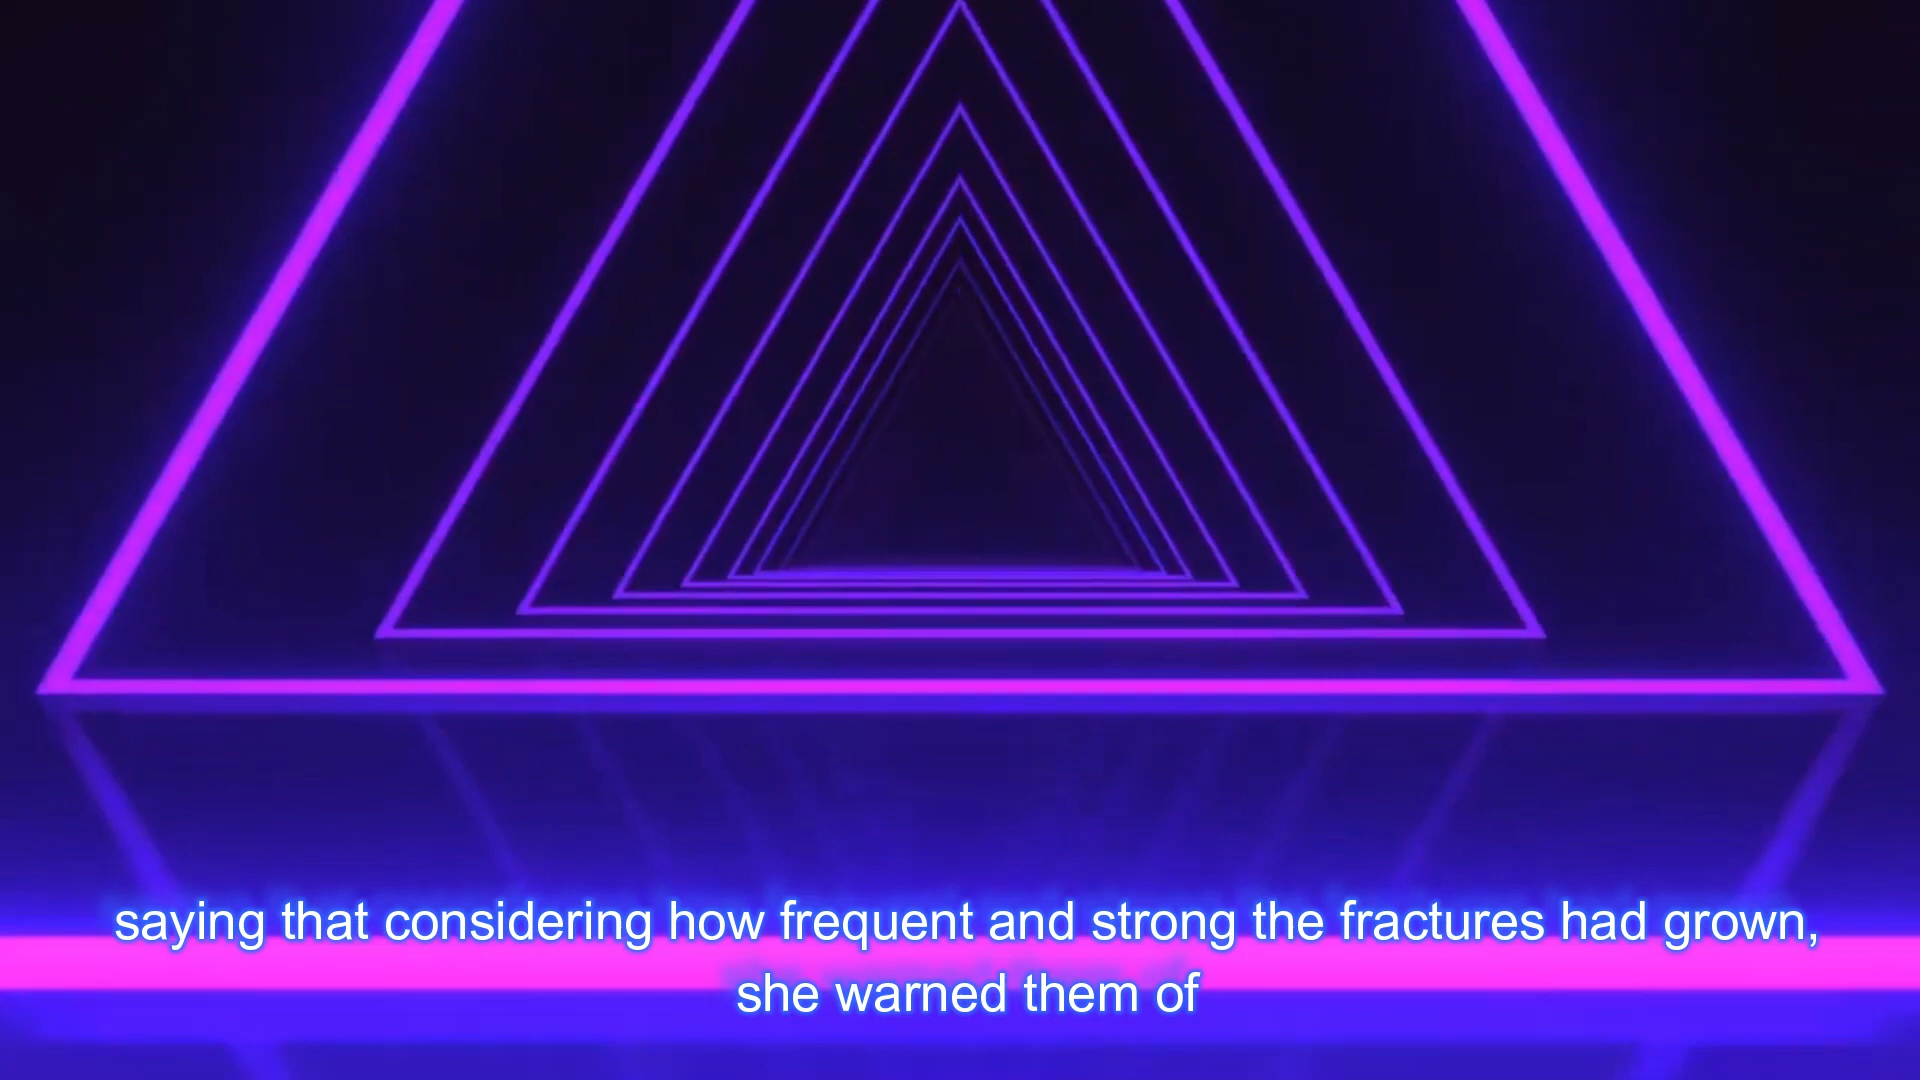 saying that considering how frequent and strong the fractures had grown,
she warned them of